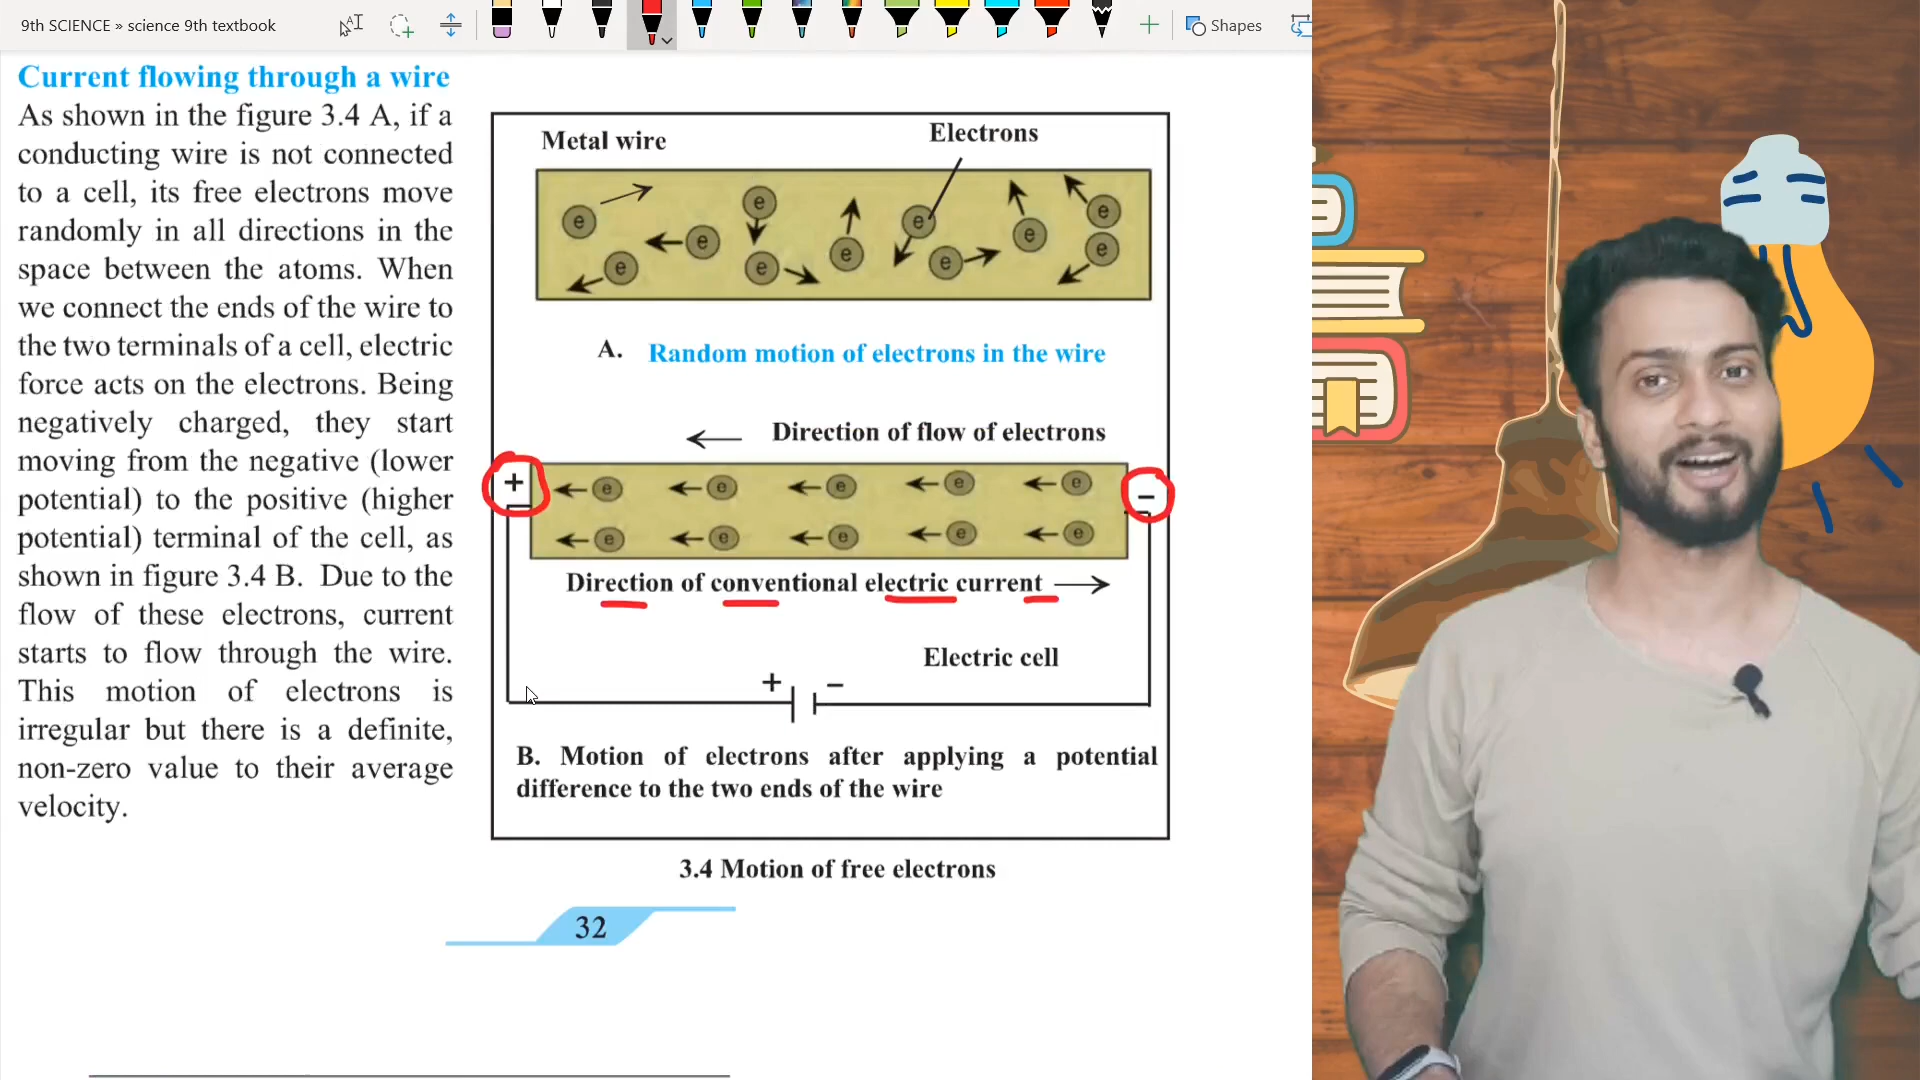 9th SCIENCE » science 9th textbook
Shapes
Current flowing through a wire
As shown in the figure 3.4 A, if a
conducting wire is not connected
to a cell, its free electrons move
randomly in all directions in the
space between the atoms. When
we connect the ends of the wire to
the two terminals of a cell, electric
force acts on the electrons. Being
negatively charged, they start
moving from the negative (lower
potential) to the positive (higher
potential) terminal of the cell, as
shown in figure 3.4 B. Due to the
flow of these electrons, current
starts to flow through the wire.
This motion of electrons is
irregular but there is a definite,
non-zero value to their average
velocity.
Metal wire
Electrons
e e e e e e
e e e e e e
A. Random motion of electrons in the wire
Direction of flow of electrons
+ e e e e e −
e e e e e
Direction of conventional electric current
Electric cell
+ −
B. Motion of electrons after applying a potential
difference to the two ends of the wire
3.4 Motion of free electrons
32